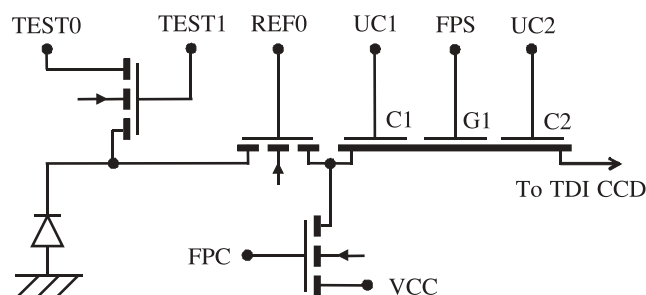 TEST0 TEST1 REF0 UC1 FPS UC2
C1 G1 C2
To TDI CCD
FPC
VCC